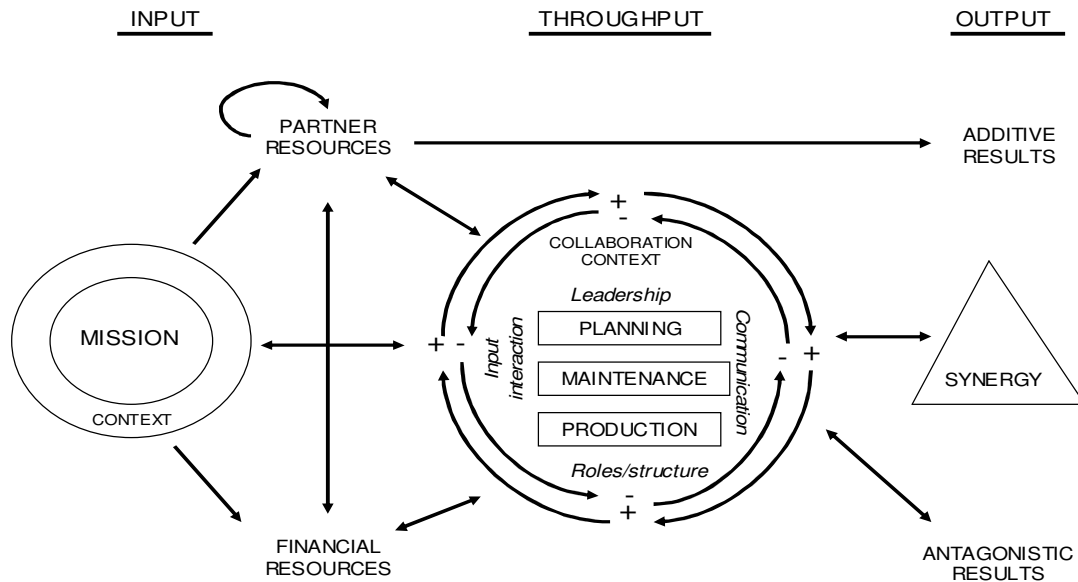 INPUT
THROUGHPUT
OUTPUT
PARTNER
RESOURCES
ADDITIVE
RESULTS
+
-
COLLABORATION
CONTEXT
Leadership
PLANNING
MISSION
+ -
Input
interaction
MAINTENANCE
Communication
- +
SYNERGY
CONTEXT
PRODUCTION
Roles/structure
-
+
FINANCIAL
RESOURCES
ANTAGONISTIC
RESULTS